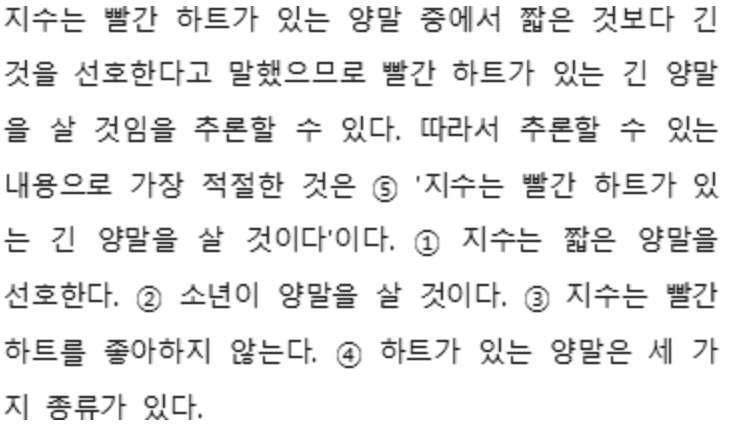 지수는 빨간 하트가 있는 양말 중에서 짧은 것보다 긴
것을 선호한다고 말했으므로 빨간 하트가 있는 긴 양말
을 살 것임을 추론할 수 있다. 따라서 추론할 수 있는
내용으로 가장 적절한 것은 ⑤ '지수는 빨간 하트가 있
는 긴 양말을 살 것이다'이다. ① 지수는 짧은 양말을
선호한다. ② 소년이 양말을 살 것이다. ③ 지수는 빨간
하트를 좋아하지 않는다. ④ 하트가 있는 양말은 세 가
지 종류가 있다.